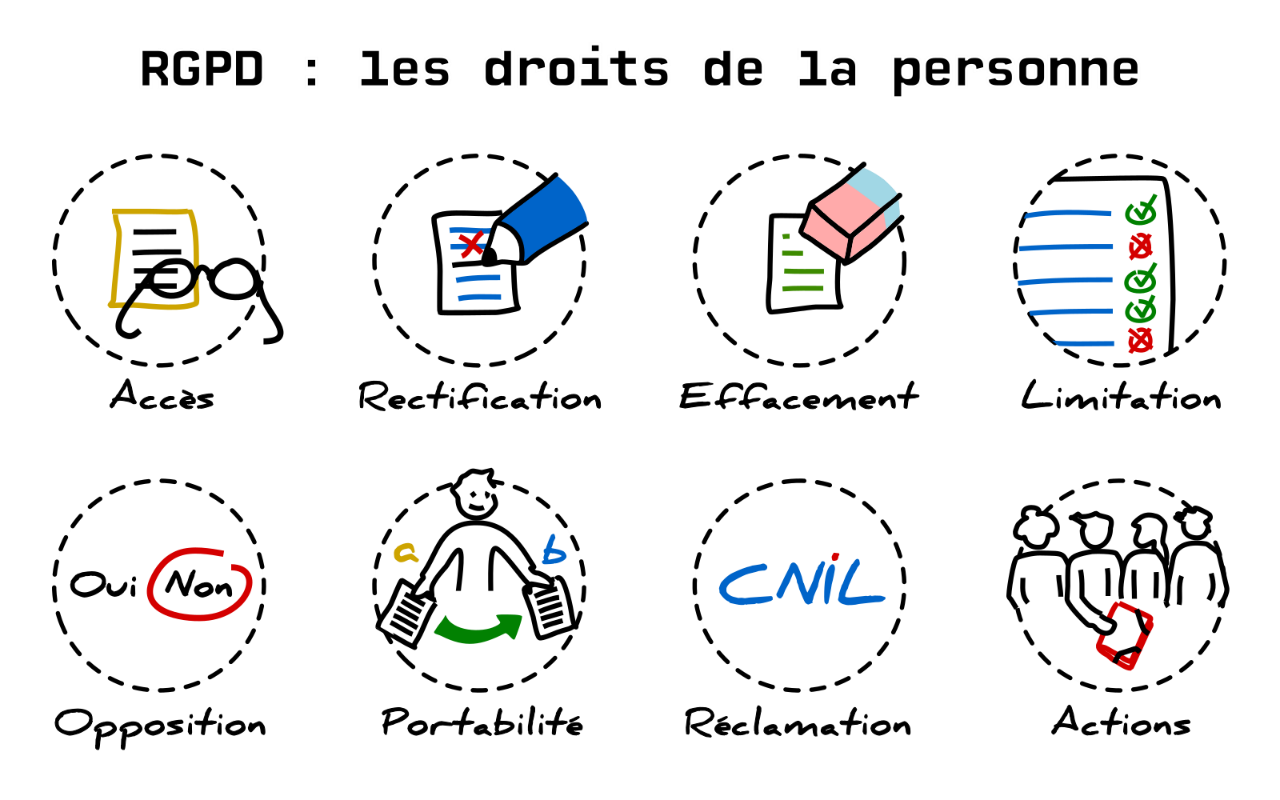 RGPD : les droits de la personne
Accès
Rectification
Effacement
Limitation
Oui Non
a
b
CNiL
Opposition
Portabilité
Réclamation
Actions